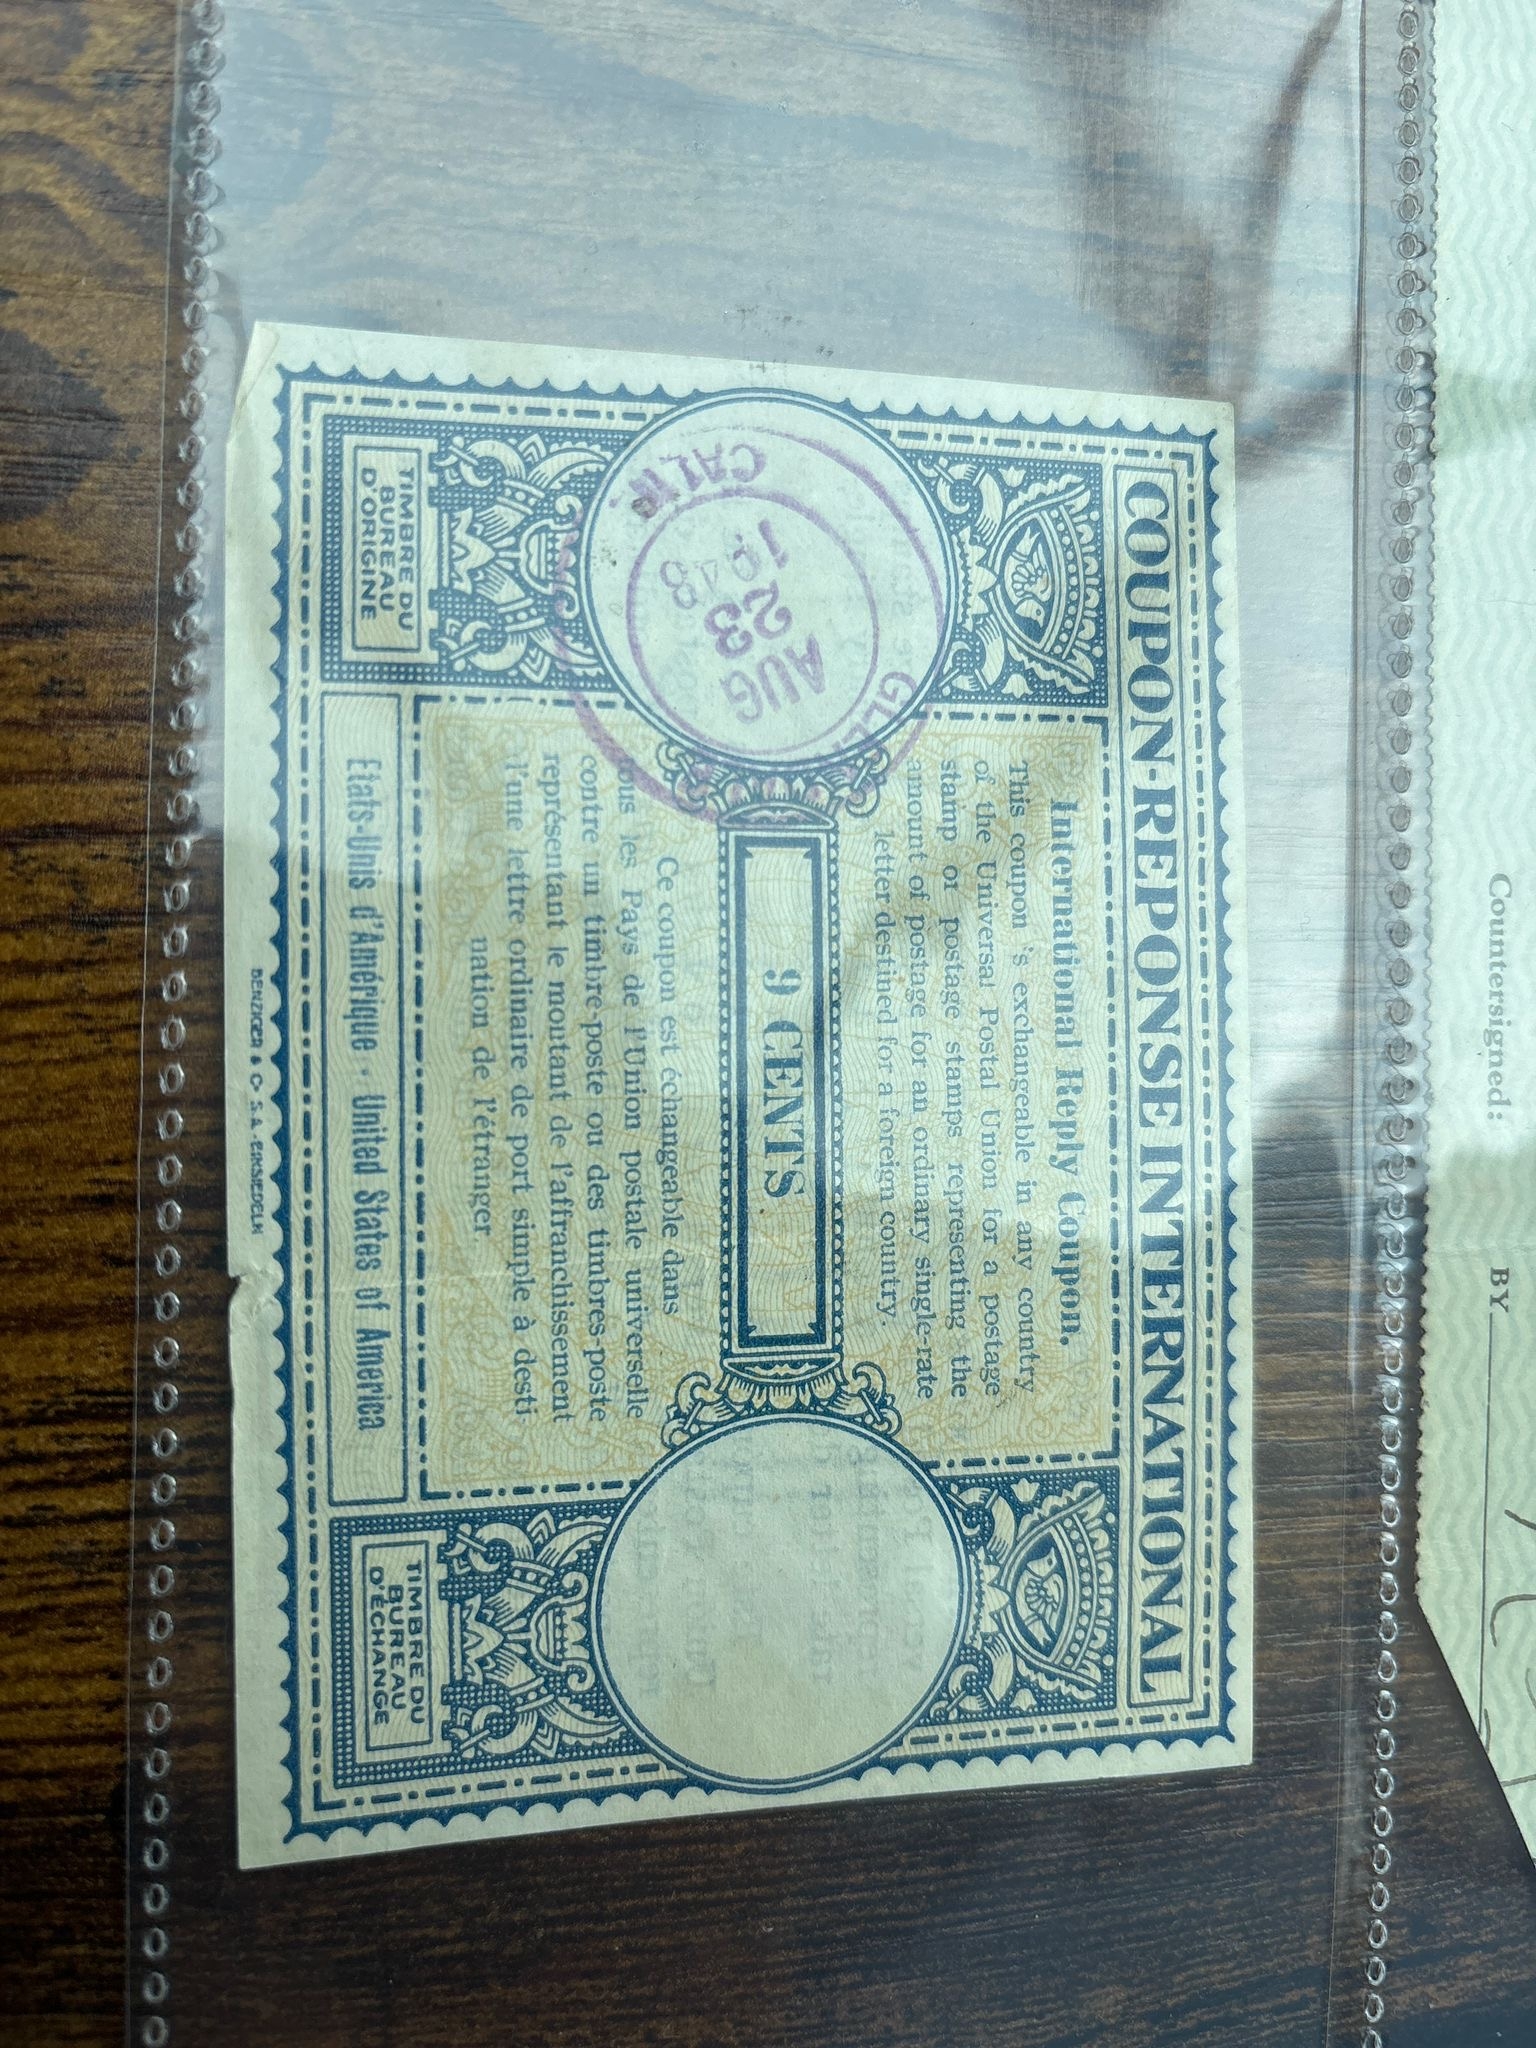 COUPON-REPONSE INTERNATIONAL
International Reply Coupon.
This coupon is exchangeable in any country
of the Universal Postal Union for a postage
stamp or postage stamps representing the
amount of postage for an ordinary single-rate
letter destined for a foreign country.
9 CENTS
Ce coupon est échangeable dans
tous les Pays de l'Union postale universelle
contre un timbre-poste ou des timbres-poste
représentant le montant de l'affranchissement
d'une lettre ordinaire de port simple à desti-
nation de l'étranger
Etats-Unis d'Amérique · United States of America
TIMBRE DU
BUREAU
D'ORIGINE
TIMBRE DU
BUREAU
D'ÉCHANGE
AUG
23
1
1948
CALIF.
BENZIGER & Cº S.A. EINSIEDELN
Countersigned:
BY